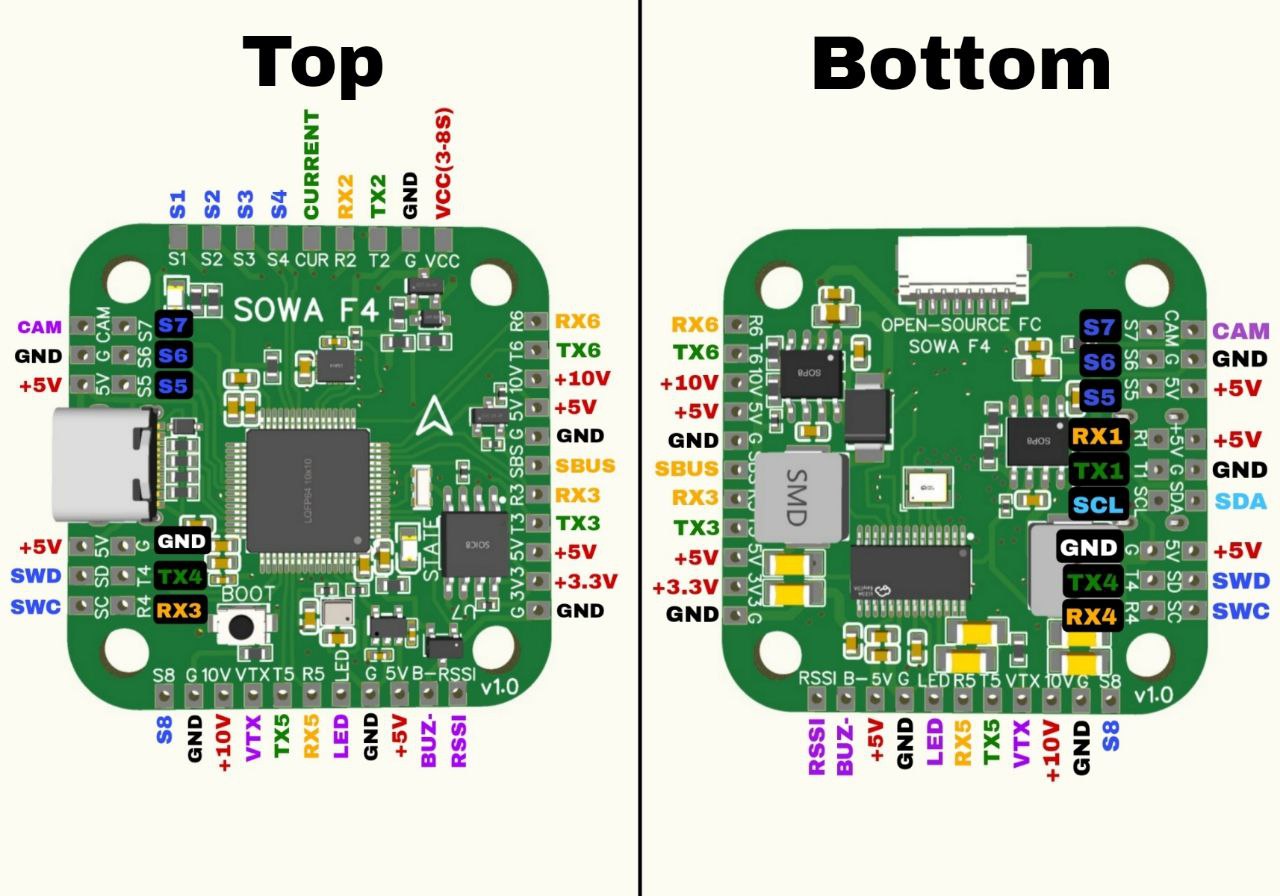 Top
S1 S2 S3 S4 CURRENT RX2 TX2 GND VCC(3-8S)
S1 S2 S3 S4 CUR R2 T2 G VCC
SOWA F4
CAM CAM S7 S7
GND G S6 S6
+5V 5V S5 S5
R6 RX6
T6 TX6
10V +10V
5V +5V
G GND
SBS SBUS
R3 RX3
T3 TX3
5V +5V
3V3 +3.3V
G GND
LQFP64 10x10
SOIC8
STATE
+5V 5V G GND
SWD SD T4 TX4
SWC SC R4 RX3
BOOT
LED
S8 G 10V VTX T5 R5 G 5V B- RSSI
v1.0
S8 GND +10V VTX TX5 RX5 LED GND +5V BUZ- RSSI
Bottom
OPEN-SOURCE FC
SOWA F4
RX6 R6
TX6 T6
+10V 10V
+5V 5V
GND G
SBUS SBS
RX3 R3
TX3 T3
+5V 5V
+3.3V 3V3
GND G
SOP8
SOP8
SMD
S7 S7 CAM CAM
S6 S6 G GND
S5 S5 5V +5V
RX1 R1 +5V +5V
TX1 T1 G GND
SCL SCL SDA SDA
GND G 5V +5V
TX4 T4 SD SWD
RX4 R4 SC SWC
RSSI B- 5V G LED R5 T5 VTX 10V G S8
v1.0
RSSI BUZ- +5V GND LED RX5 TX5 VTX +10V GND S8